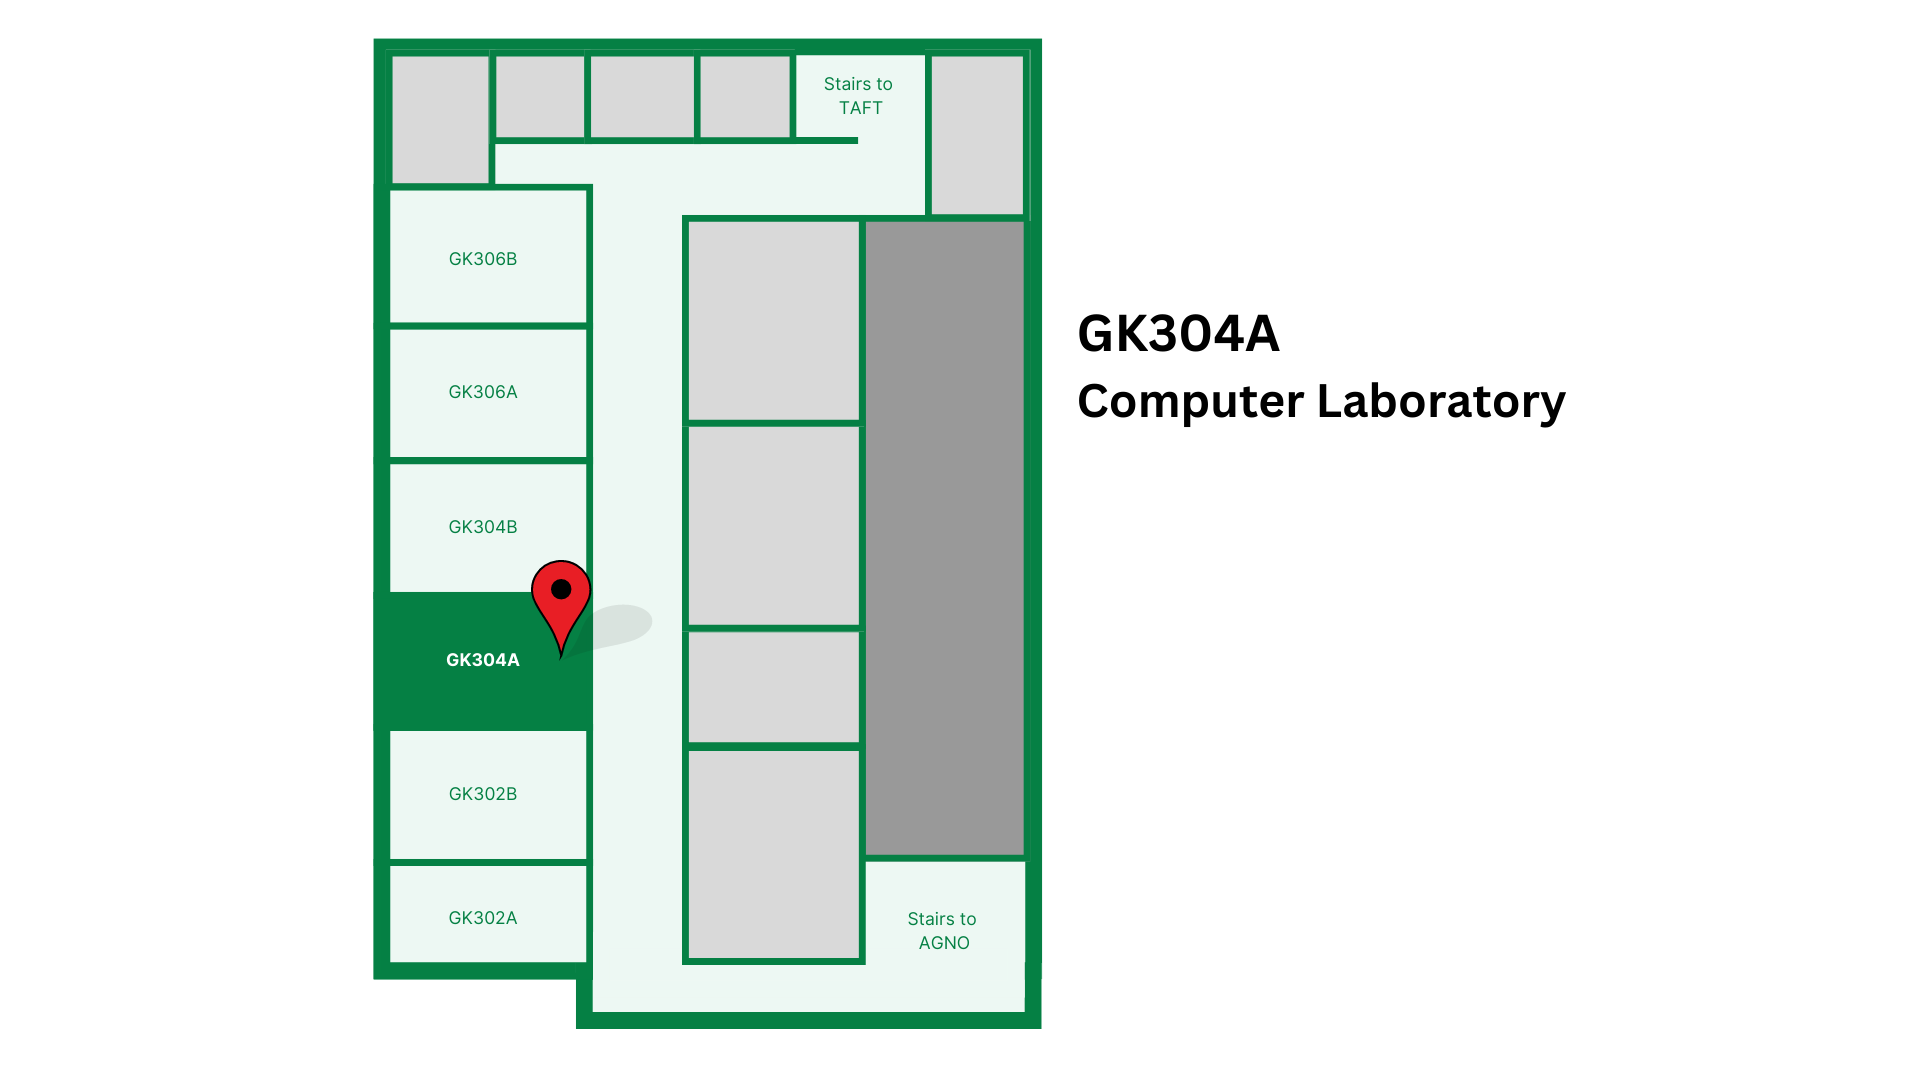 Stairs to
TAFT
GK306B
GK306A
GK304B
GK304A
GK302B
GK302A
Stairs to
AGNO
GK304A
Computer Laboratory